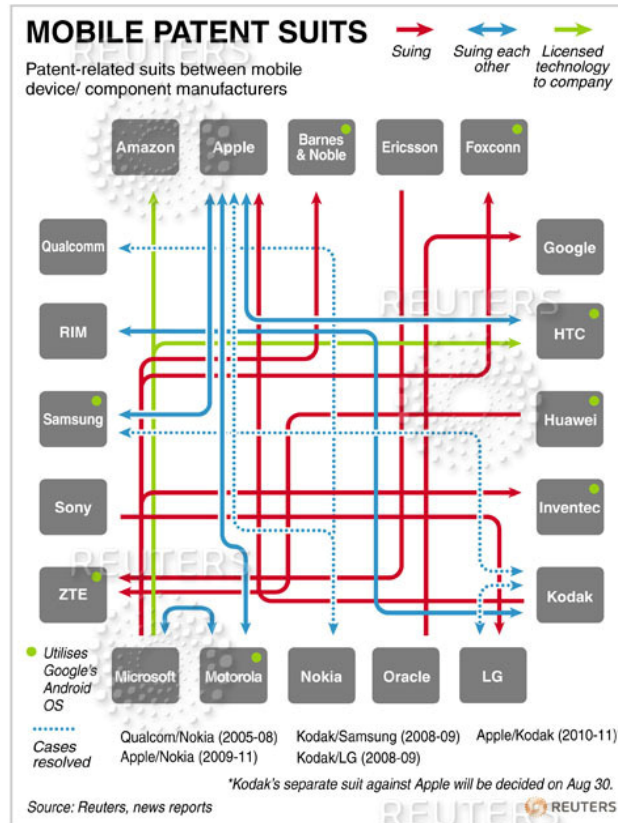 MOBILE PATENT SUITS
Patent-related suits between mobile
device/ component manufacturers
Suing
Suing each
other
Licensed
technology
to company
REUTERS
Amazon
Apple
Barnes
& Noble
Ericsson
Foxconn
Qualcomm
Google
REUTERS
RIM
HTC
Samsung
Huawei
Sony
Inventec
REUTERS
ZTE
Kodak
Microsoft
Motorola
Nokia
Oracle
LG
Utilises
Google's
Android
OS
Cases
resolved
Qualcom/Nokia (2005-08)
Kodak/Samsung (2008-09)
Apple/Kodak (2010-11)
Apple/Nokia (2009-11)
Kodak/LG (2008-09)
*Kodak's separate suit against Apple will be decided on Aug 30.
Source: Reuters, news reports
REUTERS
REUTERS